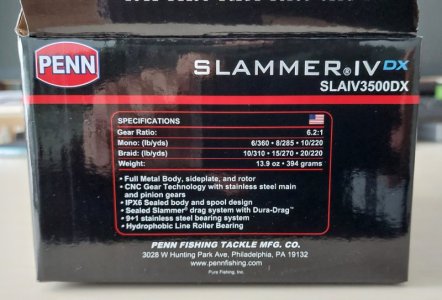 PENN
SLAMMER®IV DX
SLAIV3500DX
SPECIFICATIONS
Gear Ratio: 6.2:1
Mono: (lb/yds) 6/360 • 8/285 • 10/220
Braid: (lb/yds) 10/310 • 15/270 • 20/220
Weight: 13.9 oz • 394 grams
• Full Metal Body, sideplate, and rotor
• CNC Gear Technology with stainless steel main
and pinion gears
• IPX6 Sealed body and spool design
• Sealed Slammer® drag system with Dura-Drag™
• 9+1 stainless steel bearing system
• Hydrophobic Line Roller Bearing
PENN FISHING TACKLE MFG. CO.
3028 W Hunting Park Ave, Philadelphia, PA 19132
www.pennfishing.com
Pure Fishing, Inc.